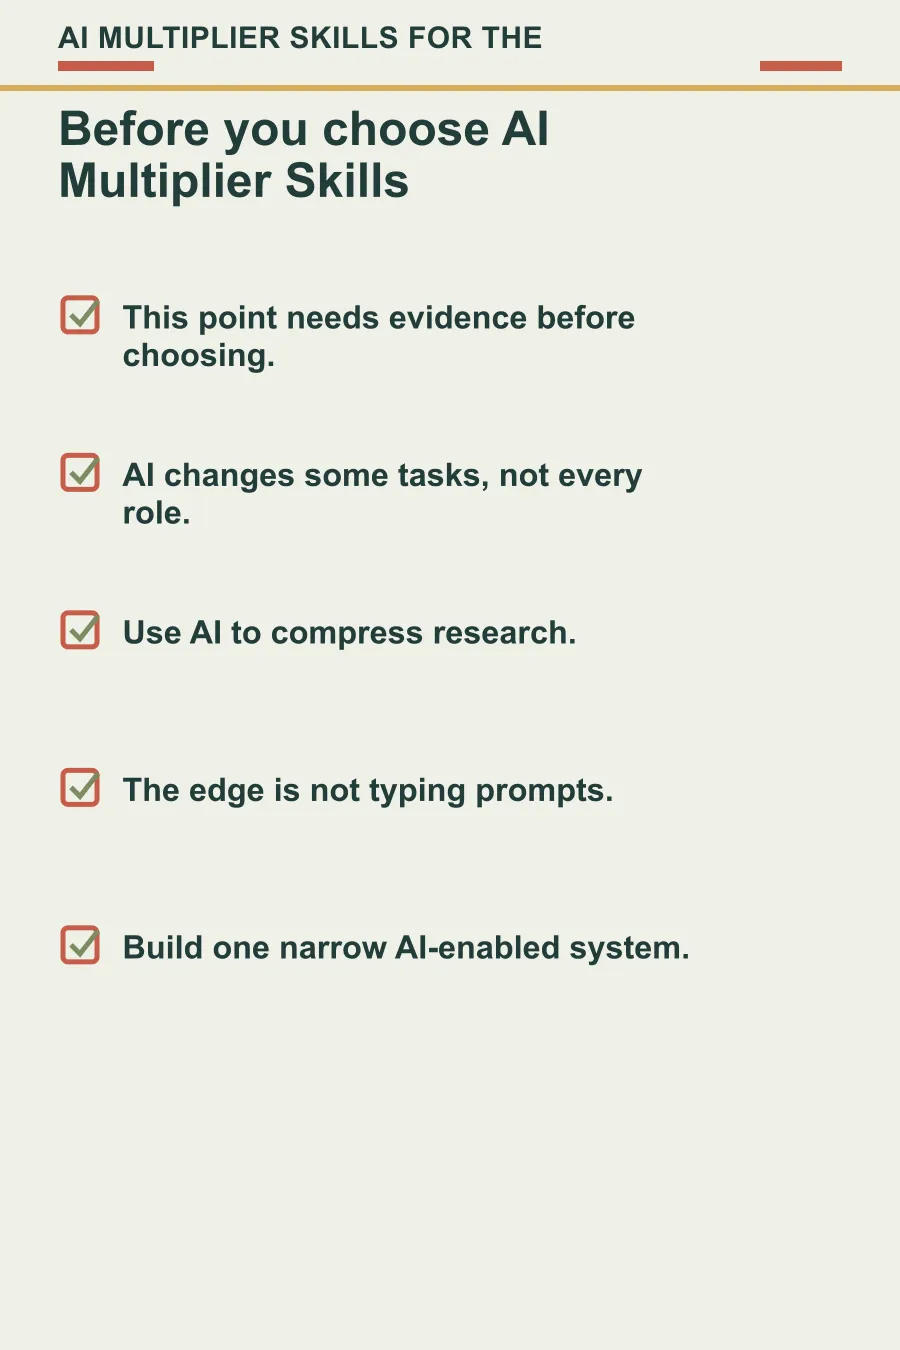 AI MULTIPLIER SKILLS FOR THE
Before you choose AI
Multiplier Skills
This point needs evidence before
choosing.
AI changes some tasks, not every
role.
Use AI to compress research.
The edge is not typing prompts.
Build one narrow AI-enabled system.